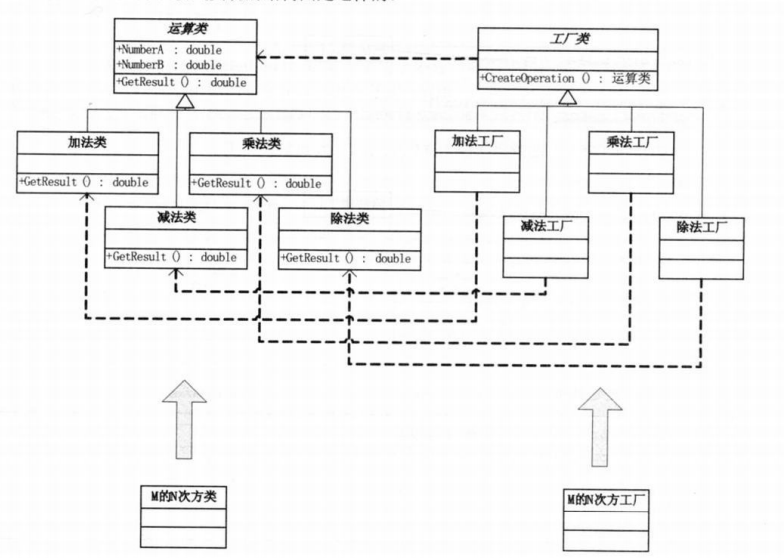 运算类
+NumberA : double
+NumberB : double
+GetResult () : double
工厂类
+CreateOperation () : 运算类
加法类
+GetResult () : double
乘法类
+GetResult () : double
减法类
+GetResult () : double
除法类
+GetResult () : double
加法工厂
乘法工厂
减法工厂
除法工厂
M的N次方类
M的N次方工厂